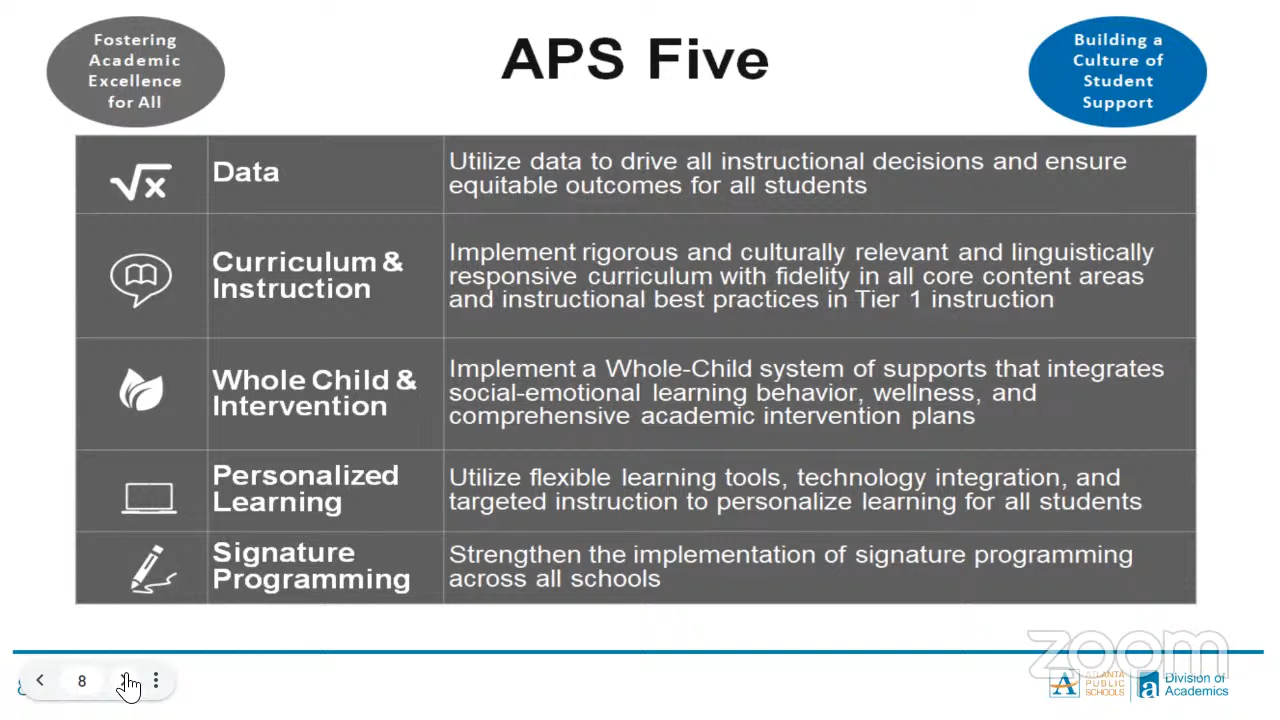 Fostering
Academic
Excellence
for All
APS Five
Building a
Culture of
Student
Support
√x
Data
Utilize data to drive all instructional decisions and ensure
equitable outcomes for all students
Curriculum &
Instruction
Implement rigorous and culturally relevant and linguistically
responsive curriculum with fidelity in all core content areas
and instructional best practices in Tier 1 instruction
Whole Child &
Intervention
Implement a Whole-Child system of supports that integrates
social-emotional learning behavior, wellness, and
comprehensive academic intervention plans
Personalized
Learning
Utilize flexible learning tools, technology integration, and
targeted instruction to personalize learning for all students
Signature
Programming
Strengthen the implementation of signature programming
across all schools
zoom
8
ATLANTA
PUBLIC
SCHOOLS
a
Division of
Academics